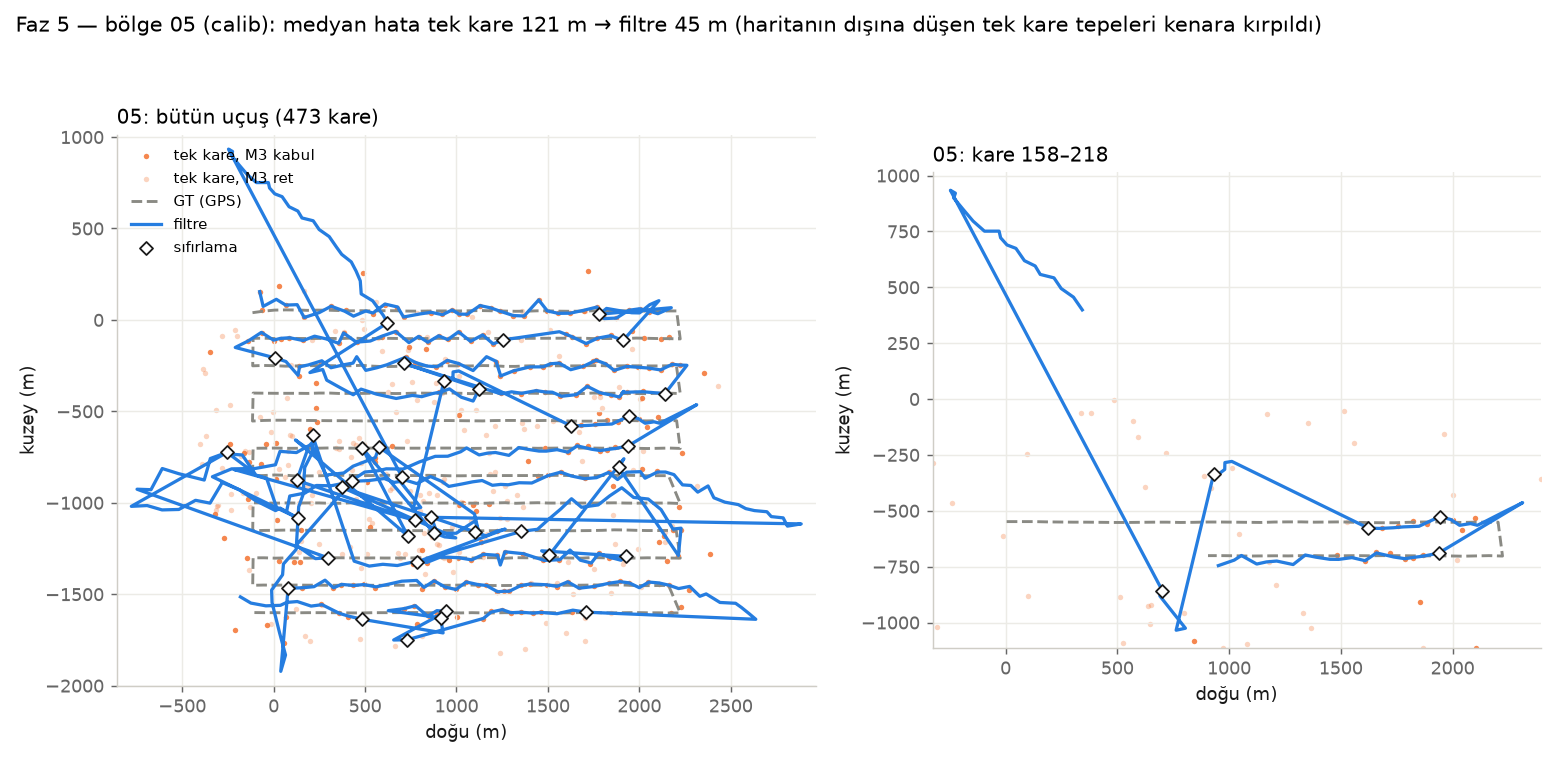 Faz 5 — bölge 05 (calib): medyan hata tek kare 121 m → filtre 45 m (haritanın dışına düşen tek kare tepeleri kenara kırpıldı)
05: bütün uçuş (473 kare)
tek kare, M3 kabul
tek kare, M3 ret
GT (GPS)
filtre
sıfırlama
1000
500
0
−500
−1000
−1500
−2000
kuzey (m)
−500
0
500
1000
1500
2000
2500
doğu (m)
05: kare 158–218
1000
750
500
250
0
−250
−500
−750
−1000
kuzey (m)
0
500
1000
1500
2000
doğu (m)